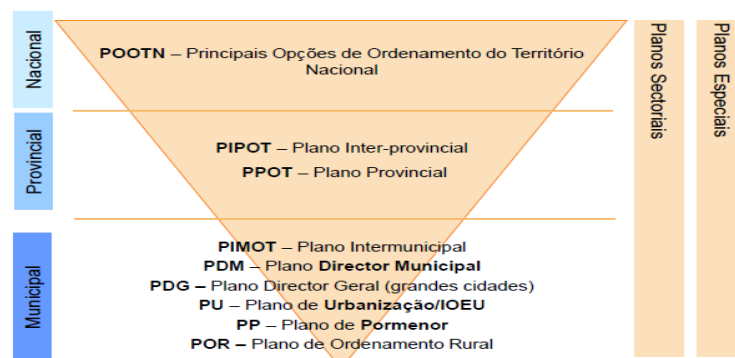 Nacional
POOTN – Principais Opções de Ordenamento do Território
Nacional
Provincial
PIPOT – Plano Inter-provincial
PPOT – Plano Provincial
Municipal
PIMOT – Plano Intermunicipal
PDM – Plano Director Municipal
PDG – Plano Director Geral (grandes cidades)
PU – Plano de Urbanização/IOEU
PP – Plano de Pormenor
POR – Plano de Ordenamento Rural
Planos Sectoriais
Planos Especiais